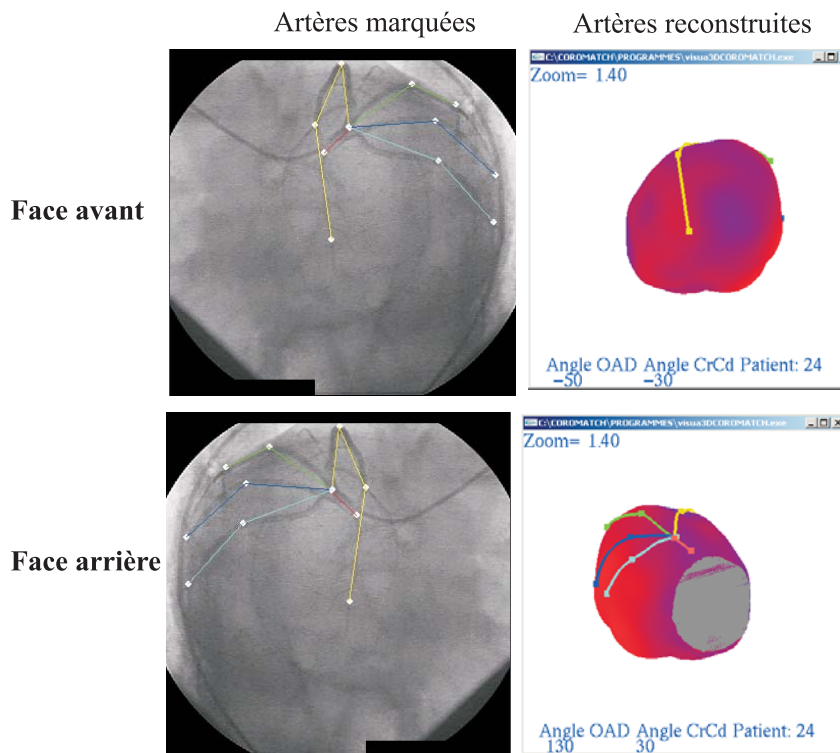 Artères marquées
Artères reconstruites
C:\COROMATCH\PROGRAMMES\visua3DCOROMATCH.exe
Zoom= 1.40
Face avant
Angle OAD Angle CrCd Patient: 24
−50 −30
C:\COROMATCH\PROGRAMMES\visua3DCOROMATCH.exe
Zoom= 1.40
Face arrière
Angle OAD Angle CrCd Patient: 24
130 30